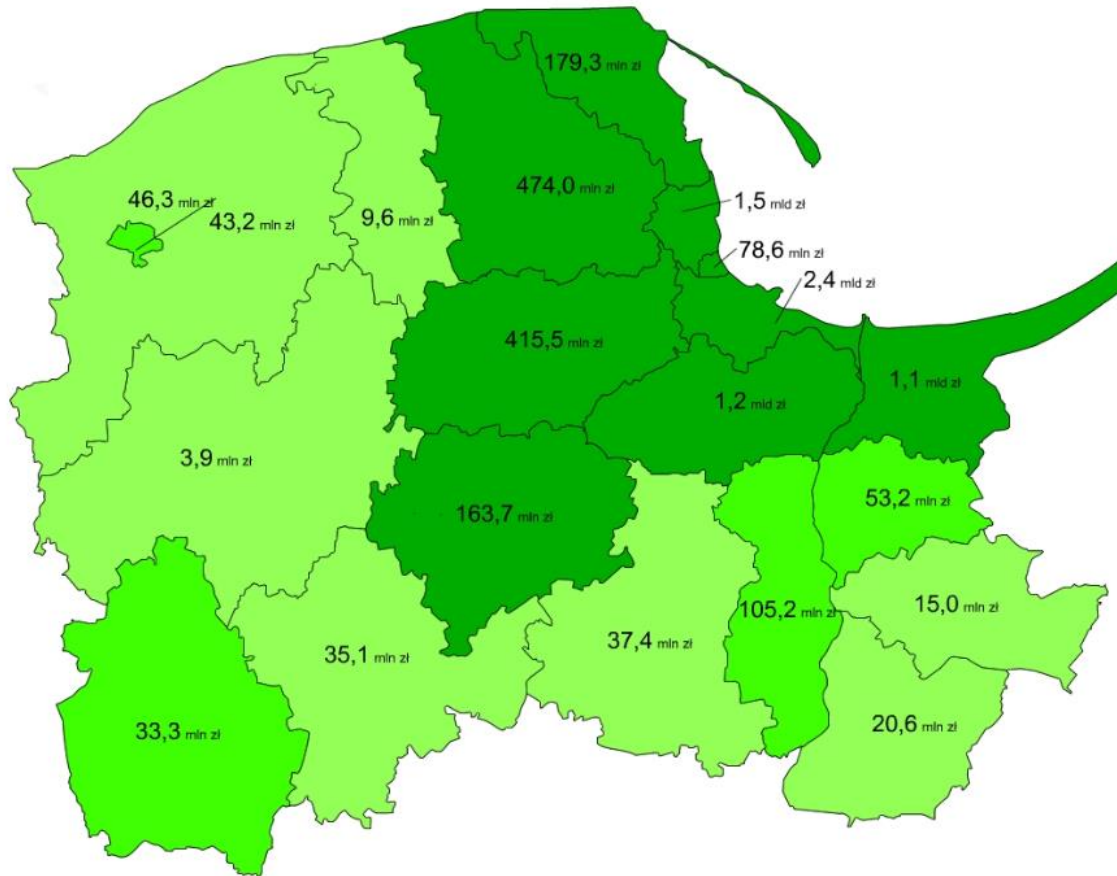 179,3 mln zł
474,0 mln zł
1,5 mld zł
46,3 mln zł
43,2 mln zł
9,6 mln zł
78,6 mln zł
2,4 mld zł
415,5 mln zł
1,1 mld zł
1,2 mld zł
3,9 mln zł
53,2 mln zł
163,7 mln zł
105,2 mln zł
15,0 mln zł
37,4 mln zł
35,1 mln zł
20,6 mln zł
33,3 mln zł